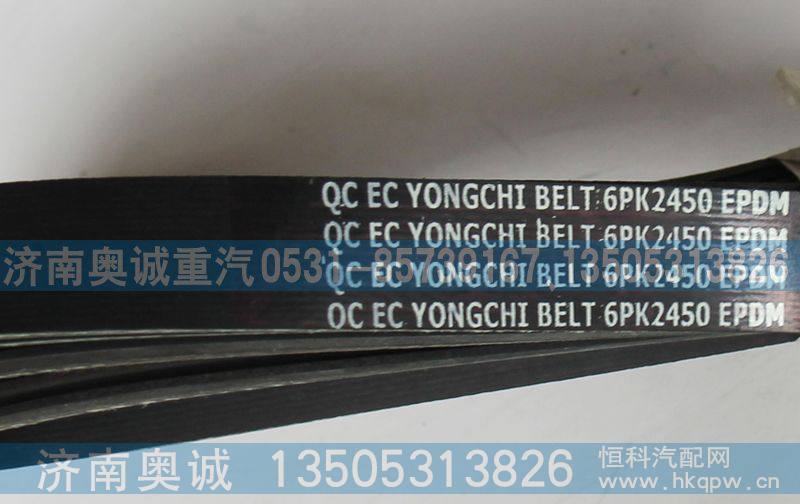 QC EC YONGCHI BELT 6PK2450 EPDM
QC EC YONGCHI BELT 6PK2450 EPDM
济南奥诚重汽0531-85739167,13505313826
QC EC YONGCHI BELT 6PK2450 EPDM
QC EC YONGCHI BELT 6PK2450 EPDM
济南奥诚 13505313826
恒科汽配网
www.hkqpw.cn